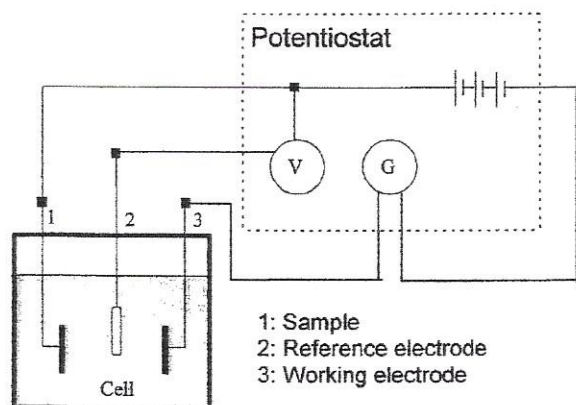 Potentiostat
V
G
1
2
3
Cell
1: Sample
2: Reference electrode
3: Working electrode